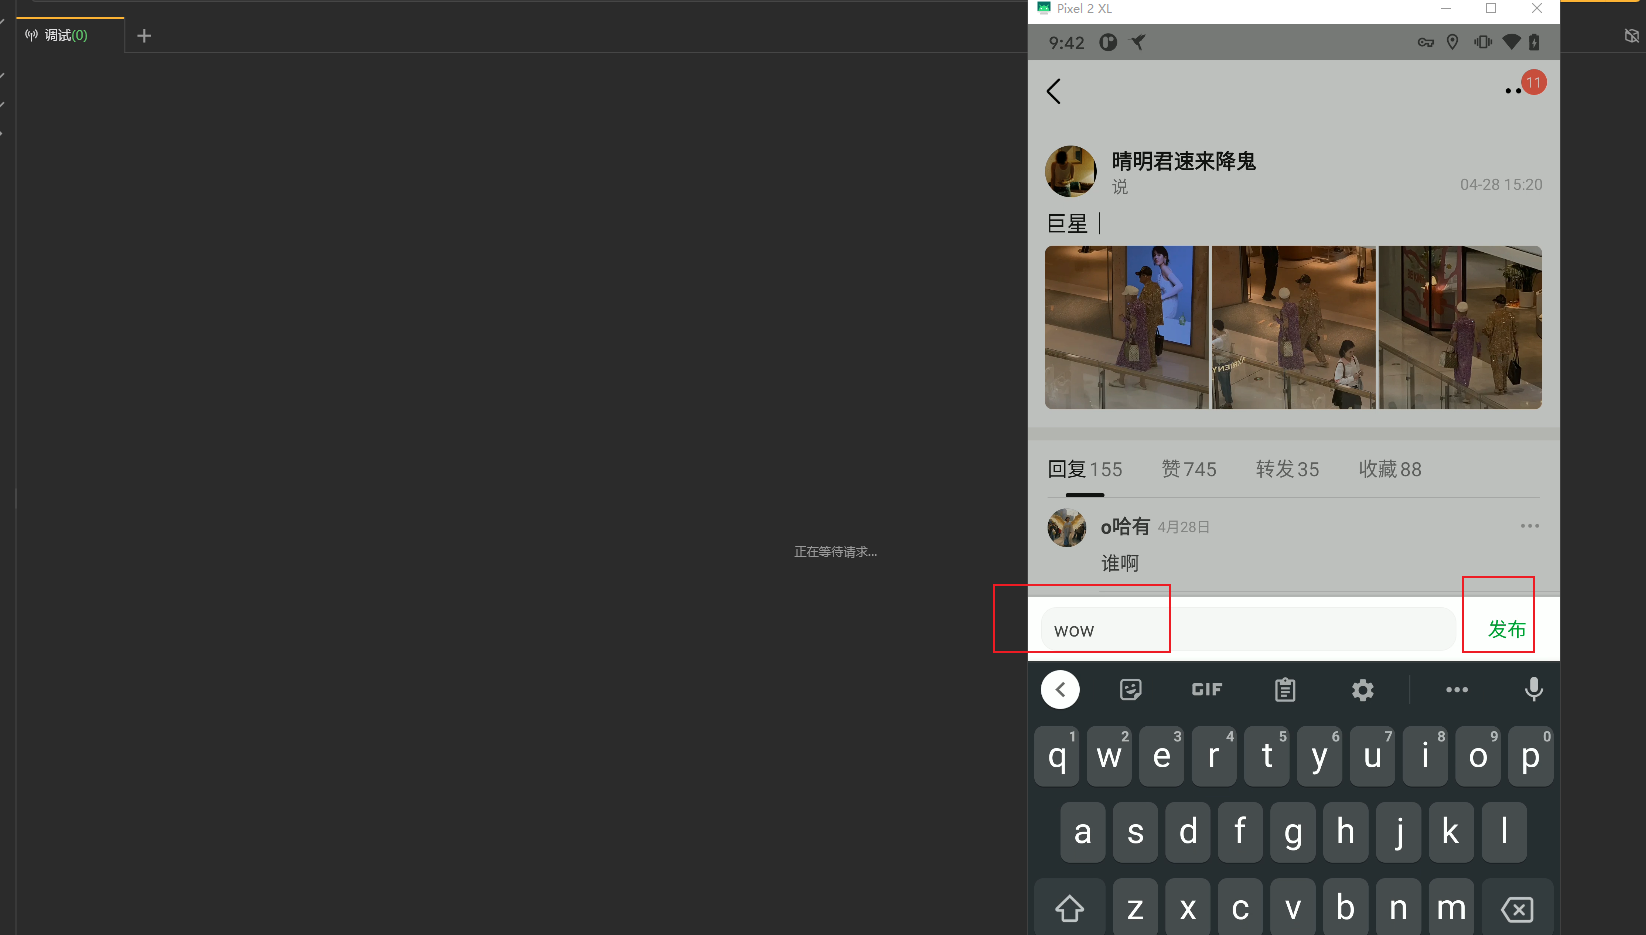 调试(0)
正在等待请求...
Pixel 2 XL
9:42
11
晴明君速来降鬼
说
04-28 15:20
巨星
回复 155 赞 745 转发 35 收藏 88
o哈有 4月28日
谁啊
wow
发布
GIF
1 2 3 4 5 6 7 8 9 0
q w e r t y u i o p
a s d f g h j k l
z x c v b n m